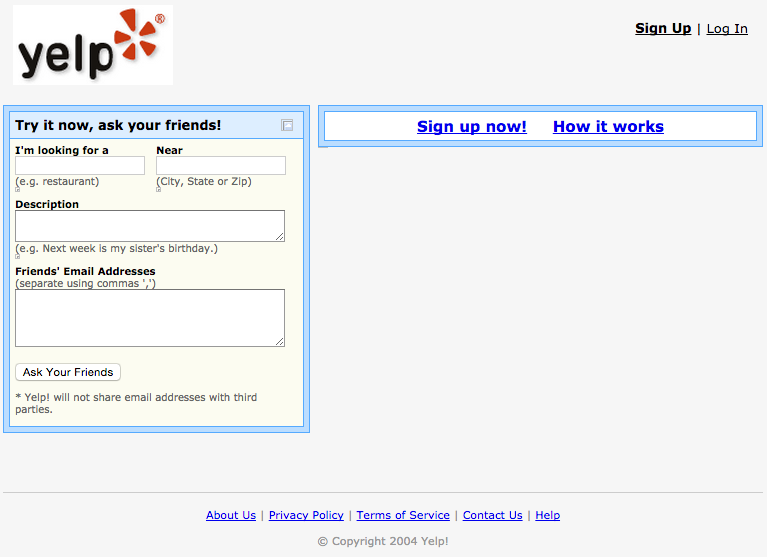 yelp®
Sign Up | Log In
Try it now, ask your friends!
I'm looking for a
Near
(e.g. restaurant)
(City, State or Zip)
Description
(e.g. Next week is my sister's birthday.)
Friends' Email Addresses
(separate using commas ',')
Ask Your Friends
* Yelp! will not share email addresses with third
parties.
Sign up now! How it works
About Us | Privacy Policy | Terms of Service | Contact Us | Help
© Copyright 2004 Yelp!